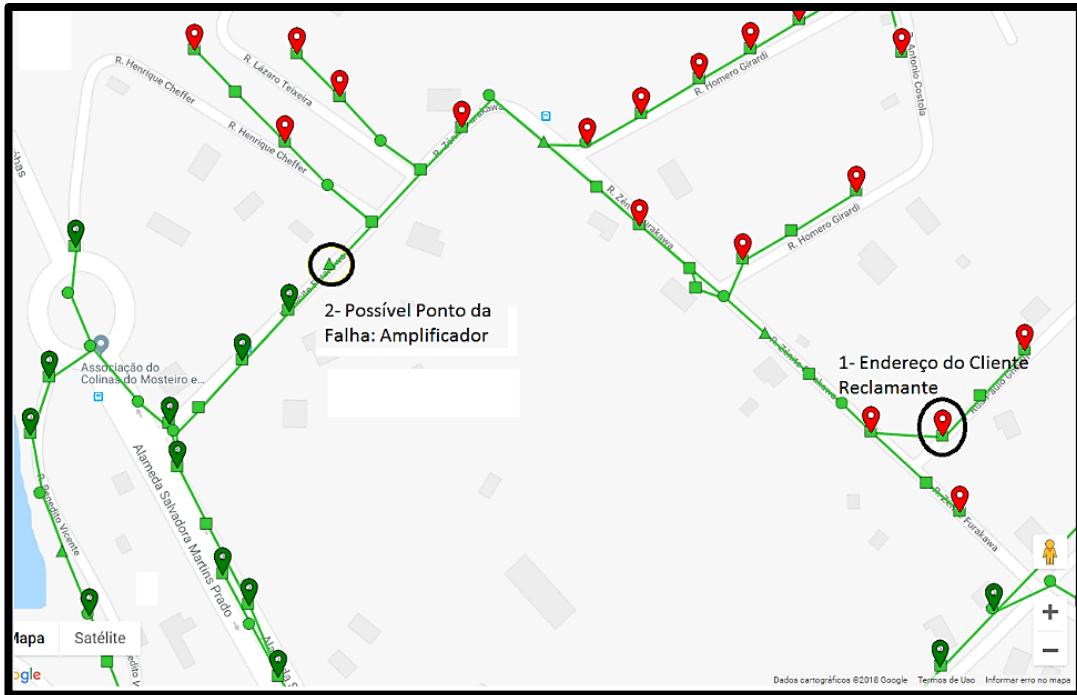 R. Henrique Cheffer
R. Lázaro Teixeira
R. Homero Girardi
Antonio Costola
R. Henrique Cheffer
R. Homero Girardi
2- Possível Ponto da
Falha: Amplificador
Associação do
Colinas do Mosteiro e...
1- Endereço do Cliente
Reclamante
Alameda Salvadora Martins Prado
R. Benedito Vicente
Mapa
Satélite
Dados cartográficos ©2018 Google
Termos de Uso
Informar erro no mapa